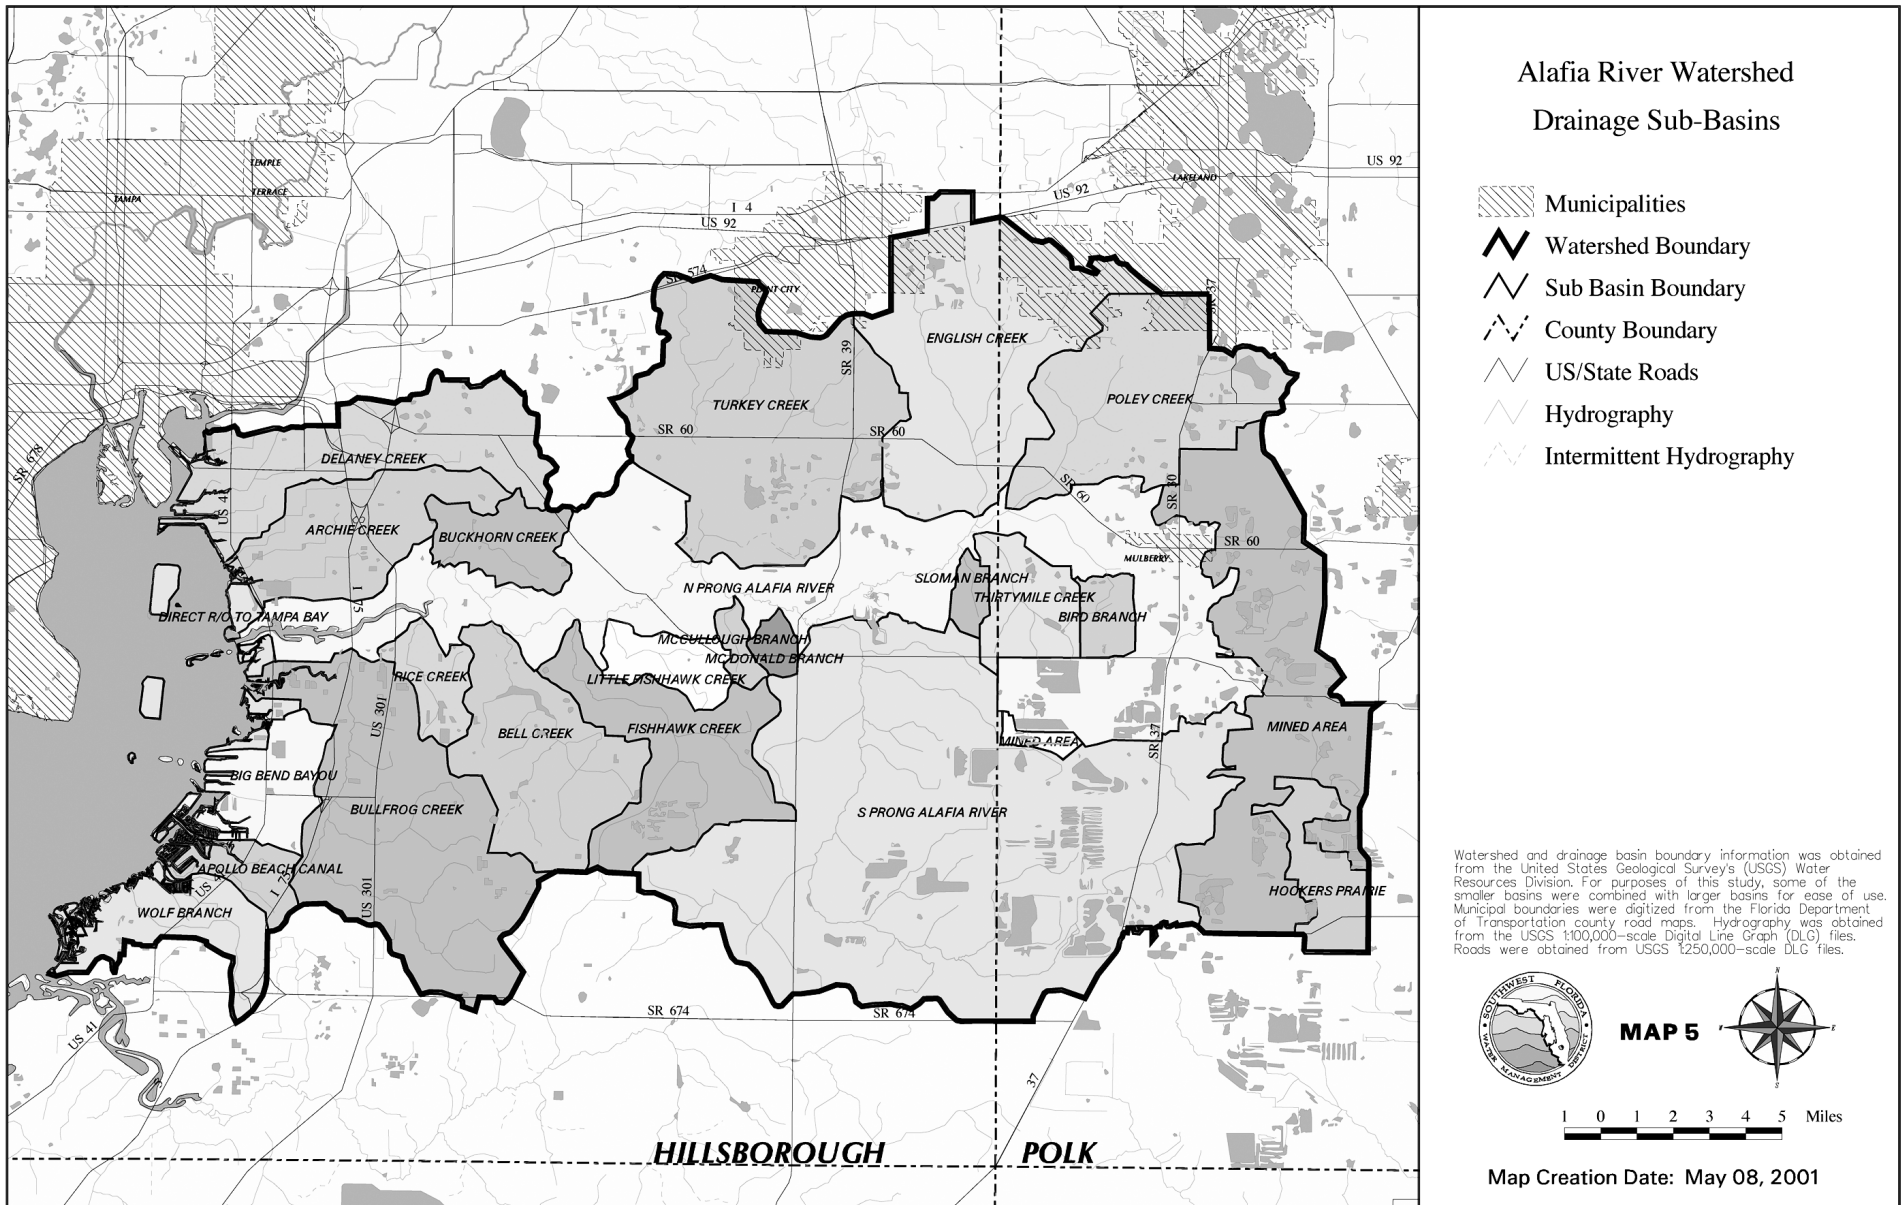 Alafia River Watershed
Drainage Sub-Basins
Municipalities
Watershed Boundary
Sub Basin Boundary
County Boundary
US/State Roads
Hydrography
Intermittent Hydrography
TEMPLE
TERRACE
TAMPA
LAKELAND
US 92
US 92
I 4
US 92
SR 574
PLANT CITY
SR 37
ENGLISH CREEK
SR 39
TURKEY CREEK
POLEY CREEK
SR 60
SR 60
SR 678
DELANEY CREEK
SR 60
SR 30
US 41
ARCHIE CREEK
BUCKHORN CREEK
SR 60
MULBERRY
N PRONG ALAFIA RIVER
SLOMAN BRANCH
THIRTYMILE CREEK
BIRD BRANCH
I 75
DIRECT R/O TO TAMPA BAY
MCCULLOUGH BRANCH
MC DONALD BRANCH
RICE CREEK
LITTLE FISHHAWK CREEK
US 301
FISHHAWK CREEK
BELL CREEK
MINED AREA
MINED AREA
SR 37
BIG BEND BAYOU
BULLFROG CREEK
S PRONG ALAFIA RIVER
APOLLO BEACH CANAL
US 41
I 75
US 301
HOOKERS PRAIRIE
WOLF BRANCH
SR 674
SR 674
US 41
37
HILLSBOROUGH
POLK
Watershed and drainage basin boundary information was obtained
from the United States Geological Survey's (USGS) Water
Resources Division. For purposes of this study, some of the
smaller basins were combined with larger basins for ease of use.
Municipal boundaries were digitized from the Florida Department
of Transportation county road maps. Hydrography was obtained
from the USGS 1:100,000-scale Digital Line Graph (DLG) files.
Roads were obtained from USGS 1:250,000-scale DLG files.
SOUTHWEST FLORIDA
WATER MANAGEMENT DISTRICT
MAP 5
N
W
E
S
1 0 1 2 3 4 5 Miles
Map Creation Date: May 08, 2001